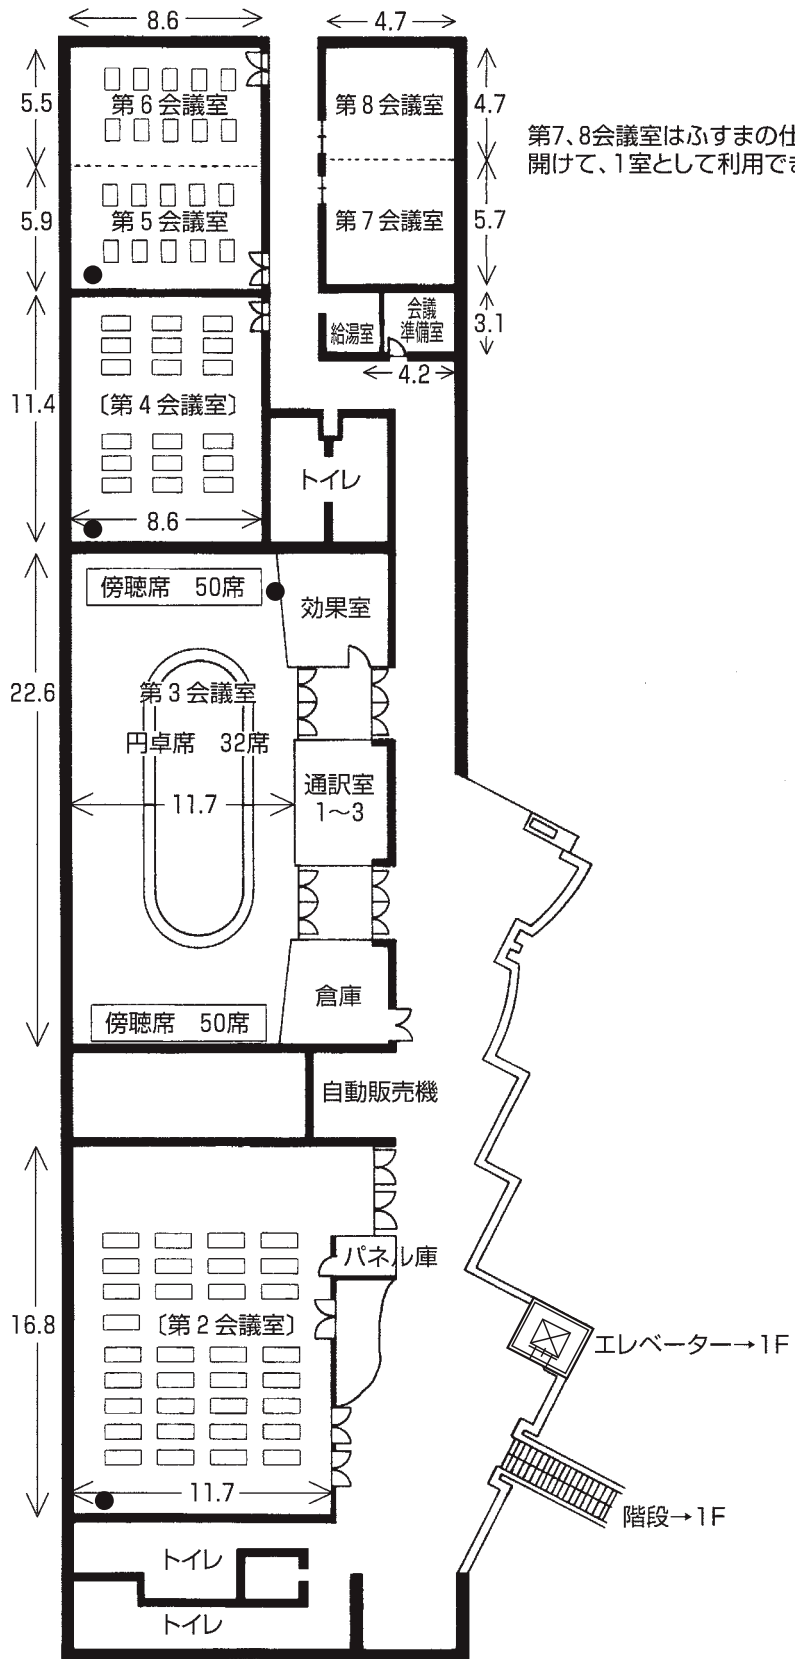 8.6
4.7
5.5
第6会議室
第8会議室
4.7
第7、8会議室はふすまの仕
開けて、1室として利用でき
5.9
第5会議室
第7会議室
5.7
給湯室
会議
準備室
3.1
4.2
11.4
〔第4会議室〕
トイレ
8.6
傍聴席 50席
効果室
22.6
第3会議室
円卓席 32席
通訳室
1〜3
11.7
倉庫
傍聴席 50席
自動販売機
パネル庫
16.8
〔第2会議室〕
エレベーター→1F
11.7
階段→1F
トイレ
トイレ